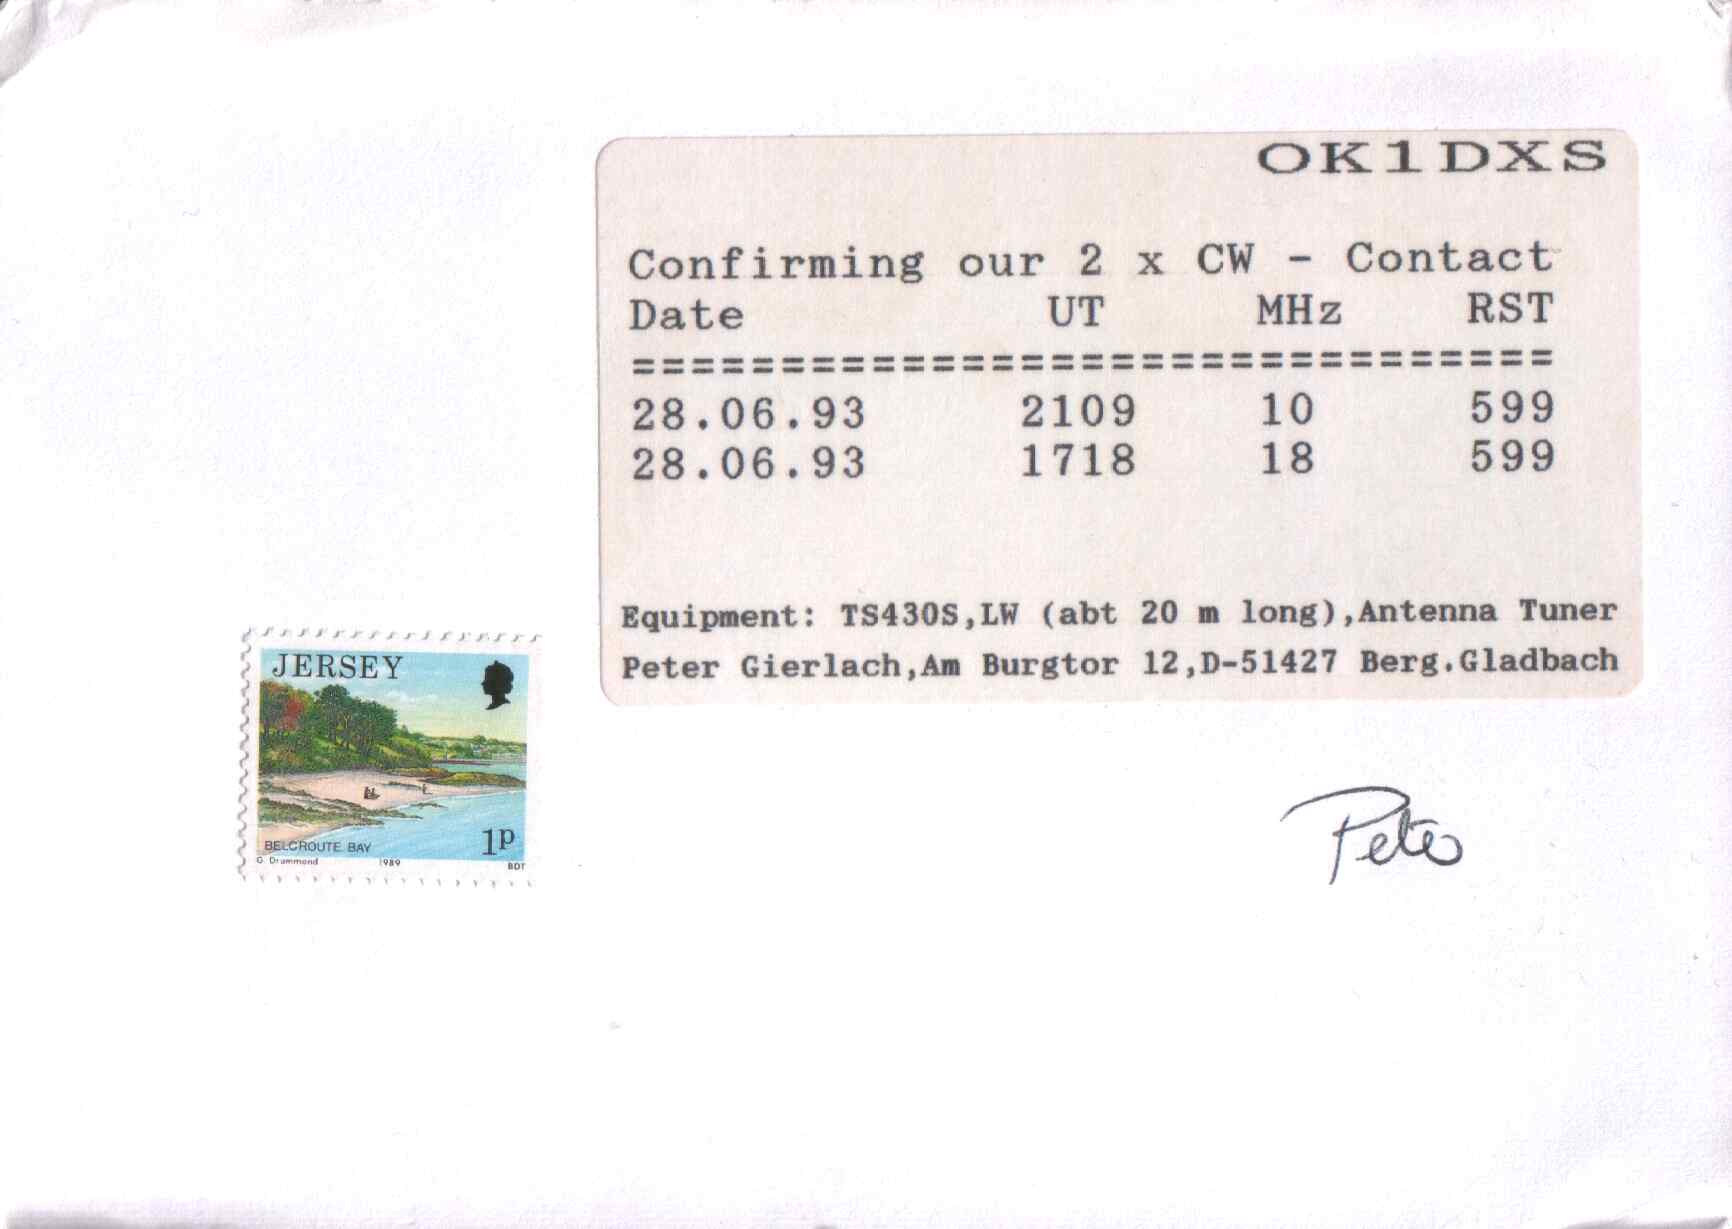 OK1DXS
Confirming our 2 x CW - Contact
Date UT MHz RST
===============================
28.06.93 2109 10 599
28.06.93 1718 18 599
Equipment: TS430S,LW (abt 20 m long),Antenna Tuner
Peter Gierlach,Am Burgtor 12,D-51427 Berg.Gladbach
JERSEY
BELCROUTE BAY 1p
G. Drummond 1989 BDT
Peter